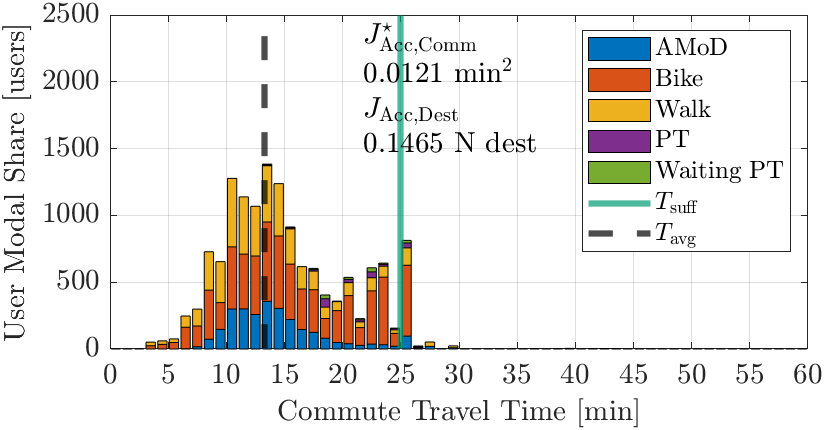 2500
2000
1500
1000
500
0
0 5 10 15 20 25 30 35 40 45 50 55 60
User Modal Share [users]
Commute Travel Time [min]
J⋆Acc,Comm
0.0121 min²
JAcc,Dest
0.1465 N dest
AMoD
Bike
Walk
PT
Waiting PT
Tsuff
Tavg